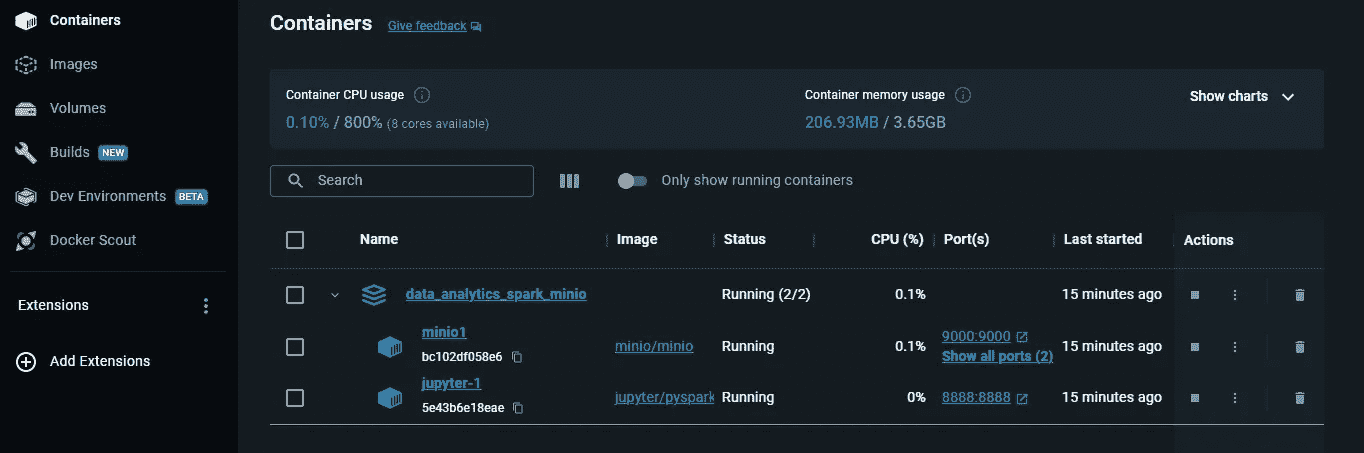 Containers
Images
Volumes
Builds NEW
Dev Environments BETA
Docker Scout
Extensions
Add Extensions
Containers Give feedback
Container CPU usage
0.10% / 800% (8 cores available)
Container memory usage
206.93MB / 3.65GB
Show charts
Search
Only show running containers
Name Image Status CPU (%) Port(s) Last started Actions
data_analytics_spark_minio Running (2/2) 0.1% 15 minutes ago
minio1
bc102df058e6
minio/minio Running 0.1% 9000:9000 15 minutes ago
Show all ports (2)
jupyter-1
5e43b6e18eae
jupyter/pyspark Running 0% 8888:8888 15 minutes ago